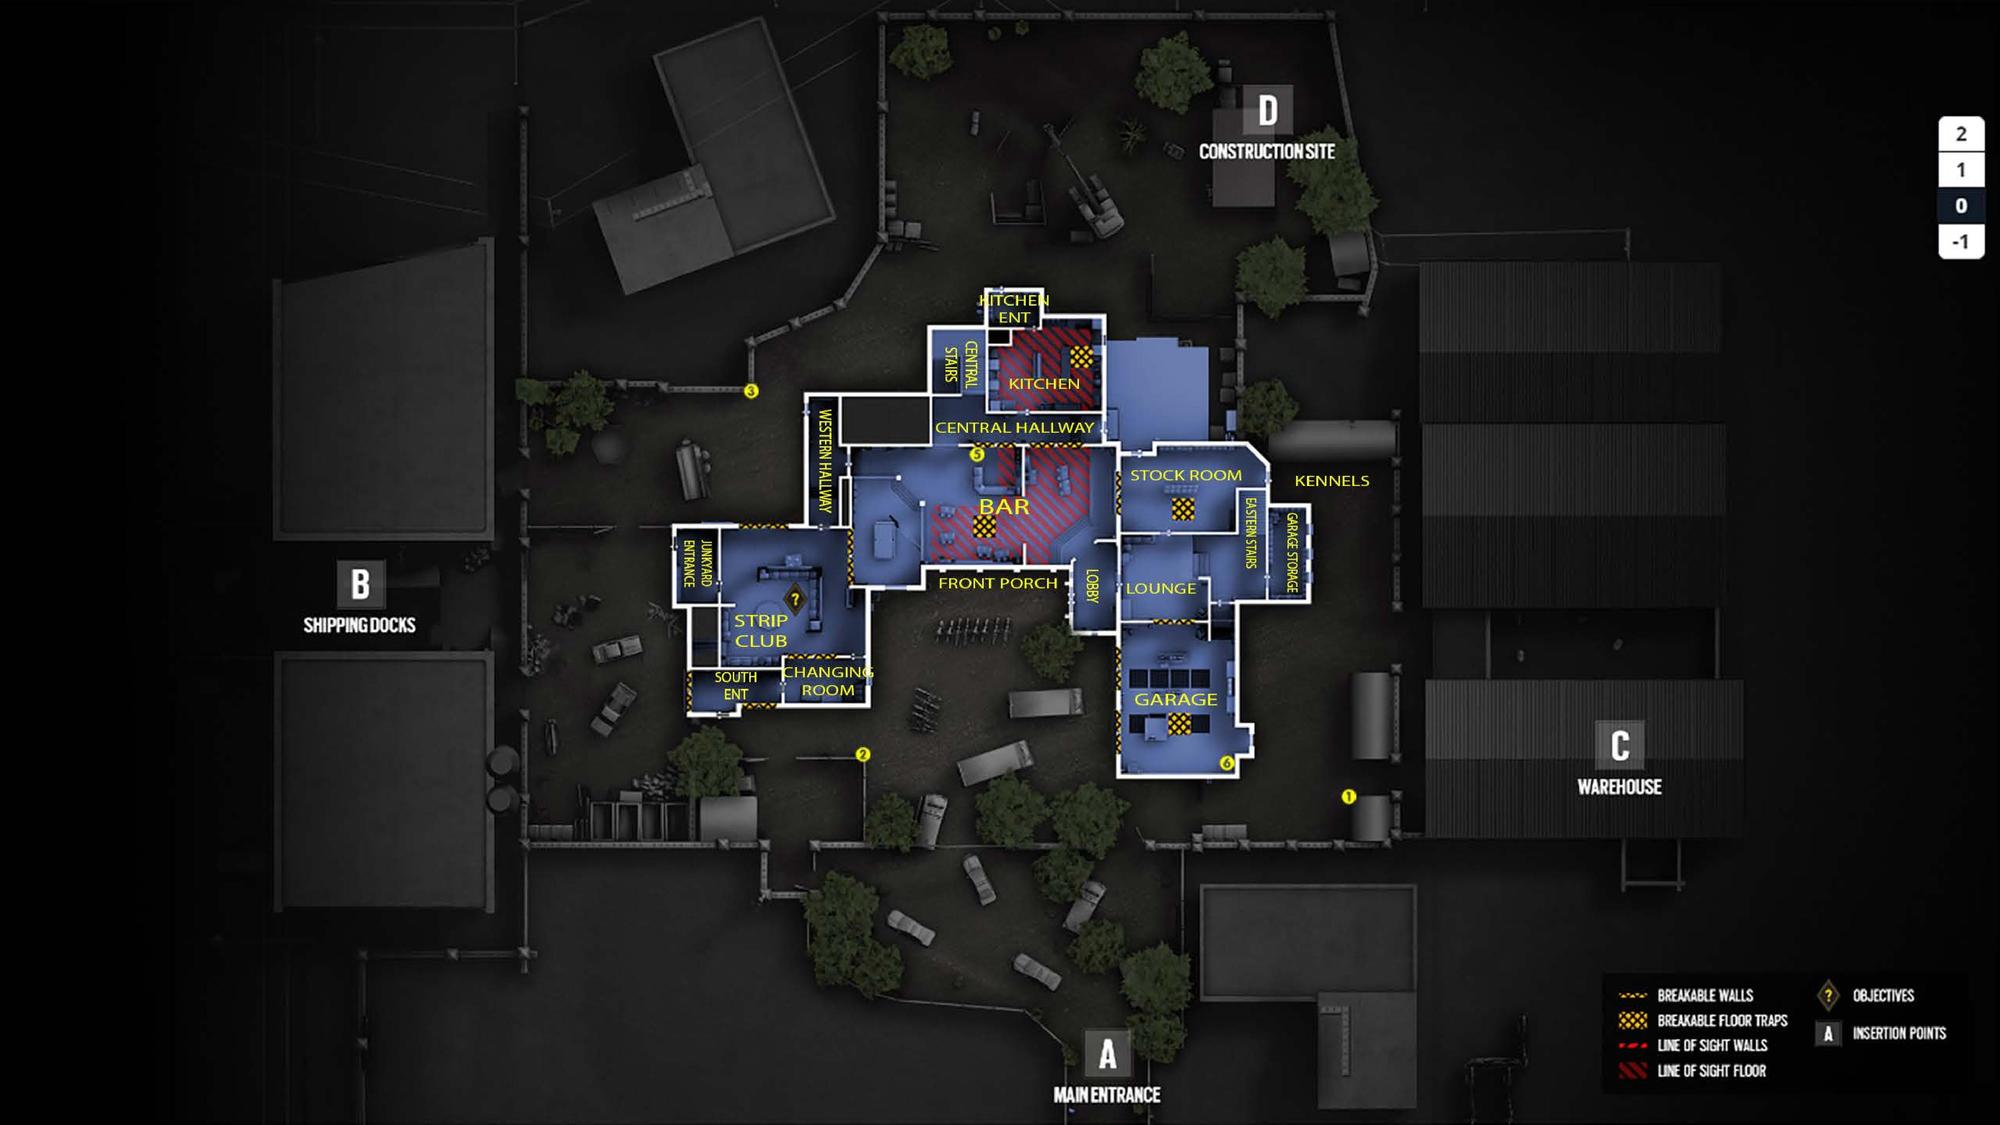 D
CONSTRUCTION SITE
2
1
0
-1
KITCHEN
ENT
CENTRAL
STAIRS
KITCHEN
3
WESTERN HALLWAY
CENTRAL HALLWAY
5
STOCK ROOM
KENNELS
BAR
EASTERN STAIRS
GARAGE STORAGE
JUNKYARD
ENTRANCE
B
SHIPPING DOCKS
FRONT PORCH
LOBBY
LOUNGE
?
STRIP
CLUB
SOUTH
ENT
CHANGING
ROOM
GARAGE
2
6
1
C
WAREHOUSE
A
MAIN ENTRANCE
BREAKABLE WALLS
BREAKABLE FLOOR TRAPS
LINE OF SIGHT WALLS
LINE OF SIGHT FLOOR
? OBJECTIVES
A INSERTION POINTS